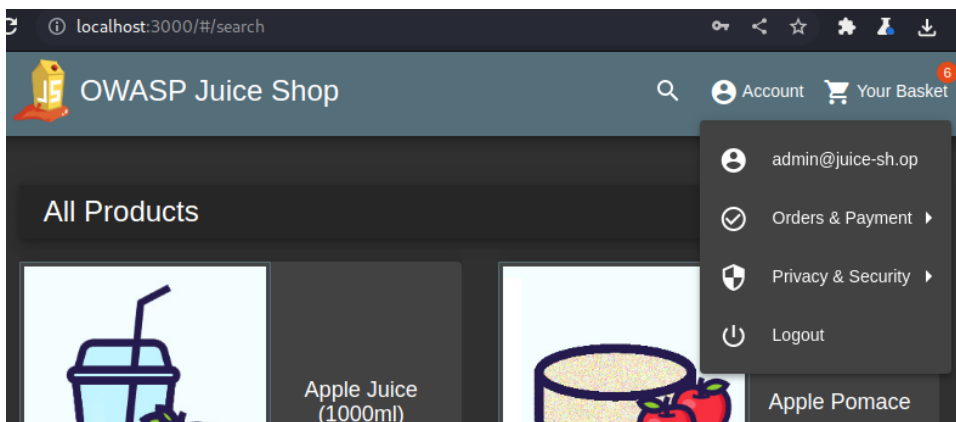 localhost:3000/#/search
JS
OWASP Juice Shop
Account
6
Your Basket
admin@juice-sh.op
Orders & Payment
Privacy & Security
Logout
All Products
Apple Juice
(1000ml)
Apple Pomace